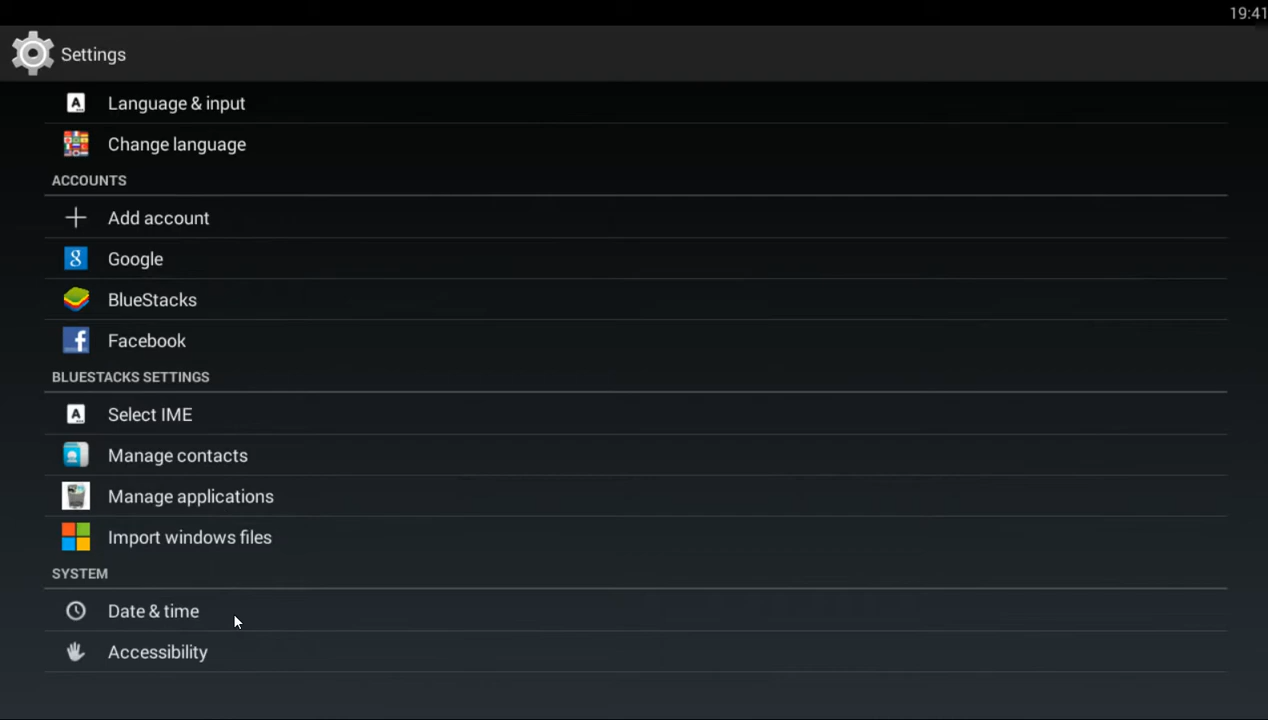 19:41
Settings
Language & input
Change language
ACCOUNTS
Add account
Google
BlueStacks
Facebook
BLUESTACKS SETTINGS
Select IME
Manage contacts
Manage applications
Import windows files
SYSTEM
Date & time
Accessibility